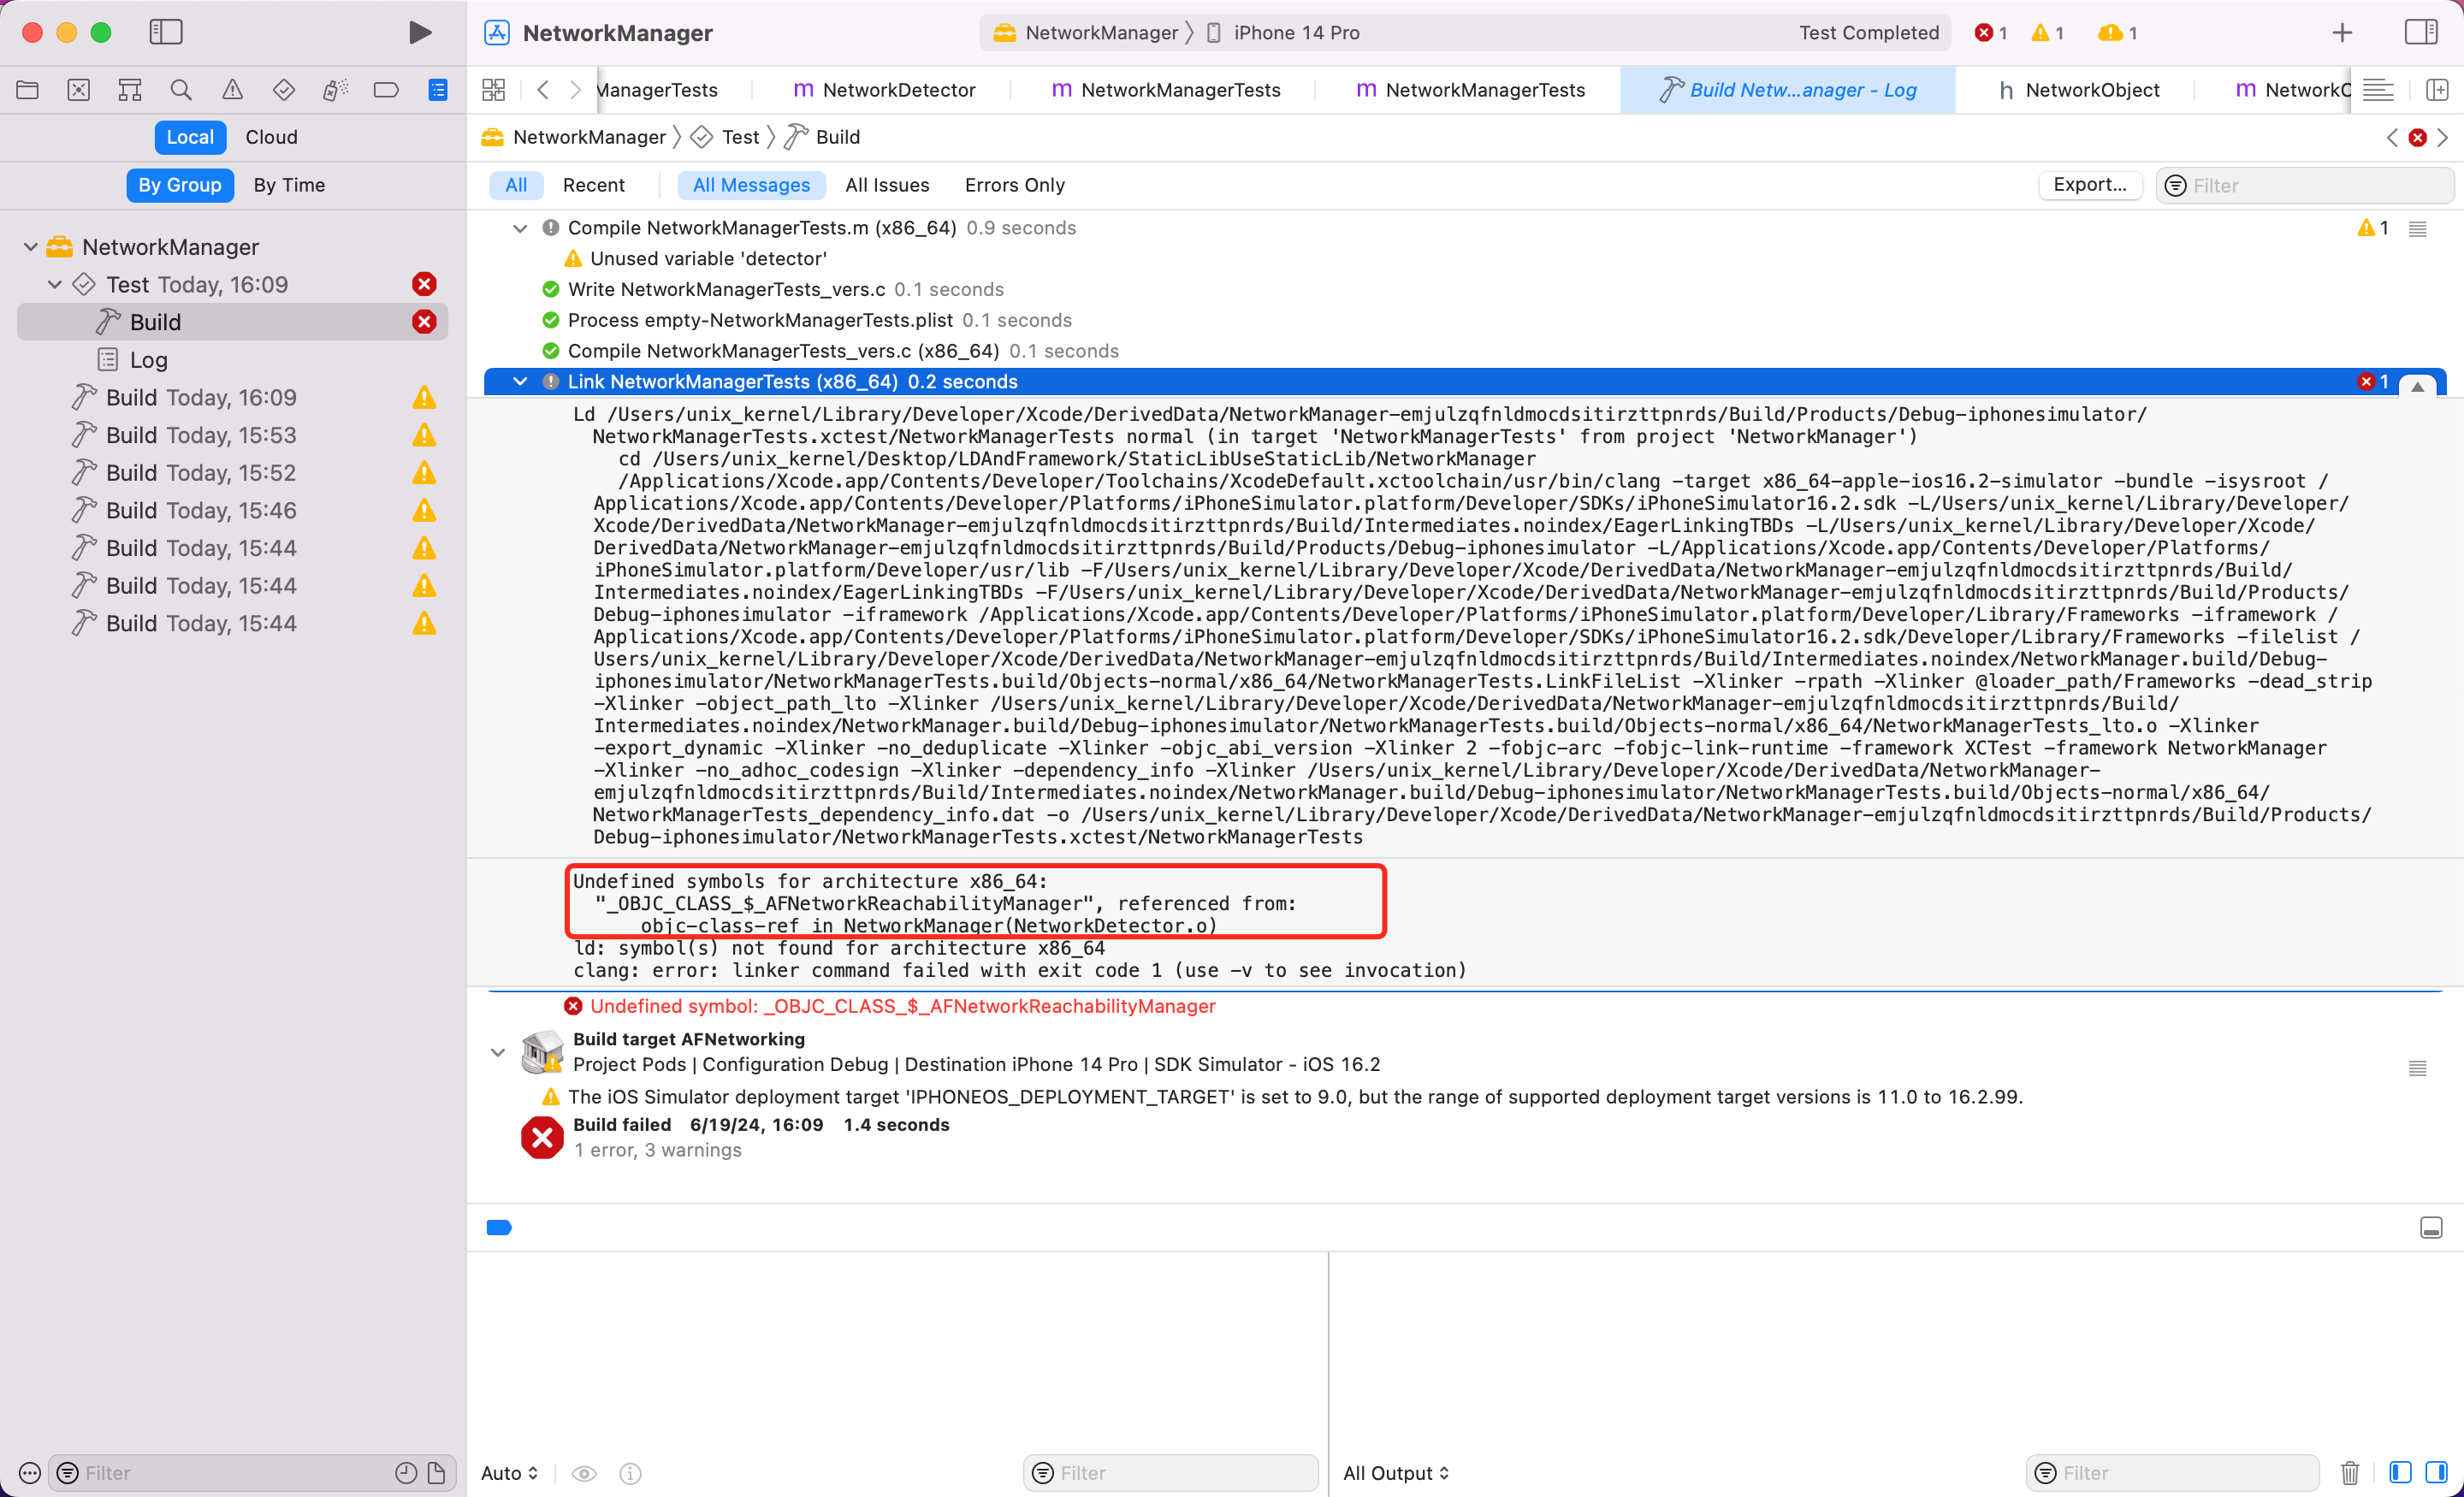 NetworkManager
NetworkManager 〉 iPhone 14 Pro
Test Completed
1
1
1
ManagerTests
m NetworkDetector
m NetworkManagerTests
m NetworkManagerTests
Build Netw...anager - Log
h NetworkObject
m NetworkC
Local
Cloud
NetworkManager 〉 Test 〉 Build
By Group
By Time
All
Recent
All Messages
All Issues
Errors Only
Export...
Filter
NetworkManager
Test Today, 16:09
Build
Log
Build Today, 16:09
Build Today, 15:53
Build Today, 15:52
Build Today, 15:46
Build Today, 15:44
Build Today, 15:44
Build Today, 15:44
Compile NetworkManagerTests.m (x86_64) 0.9 seconds
1
Unused variable 'detector'
Write NetworkManagerTests_vers.c 0.1 seconds
Process empty-NetworkManagerTests.plist 0.1 seconds
Compile NetworkManagerTests_vers.c (x86_64) 0.1 seconds
Link NetworkManagerTests (x86_64) 0.2 seconds
1
Ld /Users/unix_kernel/Library/Developer/Xcode/DerivedData/NetworkManager-emjulzqfnldmocdsitirzttpnrds/Build/Products/Debug-iphonesimulator/
NetworkManagerTests.xctest/NetworkManagerTests normal (in target 'NetworkManagerTests' from project 'NetworkManager')
cd /Users/unix_kernel/Desktop/LDAndFramework/StaticLibUseStaticLib/NetworkManager
/Applications/Xcode.app/Contents/Developer/Toolchains/XcodeDefault.xctoolchain/usr/bin/clang -target x86_64-apple-ios16.2-simulator -bundle -isysroot /
Applications/Xcode.app/Contents/Developer/Platforms/iPhoneSimulator.platform/Developer/SDKs/iPhoneSimulator16.2.sdk -L/Users/unix_kernel/Library/Developer/
Xcode/DerivedData/NetworkManager-emjulzqfnldmocdsitirzttpnrds/Build/Intermediates.noindex/EagerLinkingTBDs -L/Users/unix_kernel/Library/Developer/Xcode/
DerivedData/NetworkManager-emjulzqfnldmocdsitirzttpnrds/Build/Products/Debug-iphonesimulator -L/Applications/Xcode.app/Contents/Developer/Platforms/
iPhoneSimulator.platform/Developer/usr/lib -F/Users/unix_kernel/Library/Developer/Xcode/DerivedData/NetworkManager-emjulzqfnldmocdsitirzttpnrds/Build/
Intermediates.noindex/EagerLinkingTBDs -F/Users/unix_kernel/Library/Developer/Xcode/DerivedData/NetworkManager-emjulzqfnldmocdsitirzttpnrds/Build/Products/
Debug-iphonesimulator -iframework /Applications/Xcode.app/Contents/Developer/Platforms/iPhoneSimulator.platform/Developer/Library/Frameworks -iframework /
Applications/Xcode.app/Contents/Developer/Platforms/iPhoneSimulator.platform/Developer/SDKs/iPhoneSimulator16.2.sdk/Developer/Library/Frameworks -filelist /
Users/unix_kernel/Library/Developer/Xcode/DerivedData/NetworkManager-emjulzqfnldmocdsitirzttpnrds/Build/Intermediates.noindex/NetworkManager.build/Debug-
iphonesimulator/NetworkManagerTests.build/Objects-normal/x86_64/NetworkManagerTests.LinkFileList -Xlinker -rpath -Xlinker @loader_path/Frameworks -dead_strip
-Xlinker -object_path_lto -Xlinker /Users/unix_kernel/Library/Developer/Xcode/DerivedData/NetworkManager-emjulzqfnldmocdsitirzttpnrds/Build/
Intermediates.noindex/NetworkManager.build/Debug-iphonesimulator/NetworkManagerTests.build/Objects-normal/x86_64/NetworkManagerTests_lto.o -Xlinker
-export_dynamic -Xlinker -no_deduplicate -Xlinker -objc_abi_version -Xlinker 2 -fobjc-arc -fobjc-link-runtime -framework XCTest -framework NetworkManager
-Xlinker -no_adhoc_codesign -Xlinker -dependency_info -Xlinker /Users/unix_kernel/Library/Developer/Xcode/DerivedData/NetworkManager-
emjulzqfnldmocdsitirzttpnrds/Build/Intermediates.noindex/NetworkManager.build/Debug-iphonesimulator/NetworkManagerTests.build/Objects-normal/x86_64/
NetworkManagerTests_dependency_info.dat -o /Users/unix_kernel/Library/Developer/Xcode/DerivedData/NetworkManager-emjulzqfnldmocdsitirzttpnrds/Build/Products/
Debug-iphonesimulator/NetworkManagerTests.xctest/NetworkManagerTests
Undefined symbols for architecture x86_64:
"_OBJC_CLASS_$_AFNetworkReachabilityManager", referenced from:
objc-class-ref in NetworkManager(NetworkDetector.o)
ld: symbol(s) not found for architecture x86_64
clang: error: linker command failed with exit code 1 (use -v to see invocation)
Undefined symbol: _OBJC_CLASS_$_AFNetworkReachabilityManager
Build target AFNetworking
Project Pods | Configuration Debug | Destination iPhone 14 Pro | SDK Simulator - iOS 16.2
The iOS Simulator deployment target 'IPHONEOS_DEPLOYMENT_TARGET' is set to 9.0, but the range of supported deployment target versions is 11.0 to 16.2.99.
Build failed 6/19/24, 16:09 1.4 seconds
1 error, 3 warnings
Filter
Auto
Filter
All Output
Filter